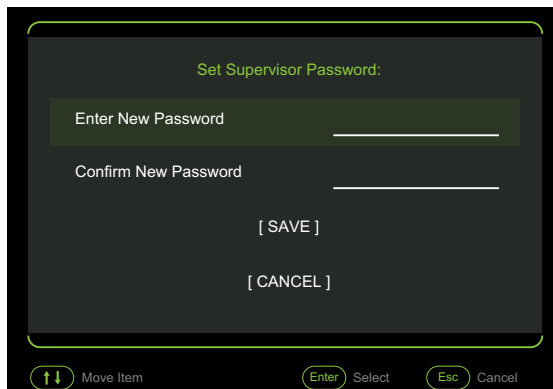 Set Supervisor Password:
Enter New Password
Confirm New Password
[ SAVE ]
[ CANCEL ]
↑↓ Move Item Enter Select Esc Cancel